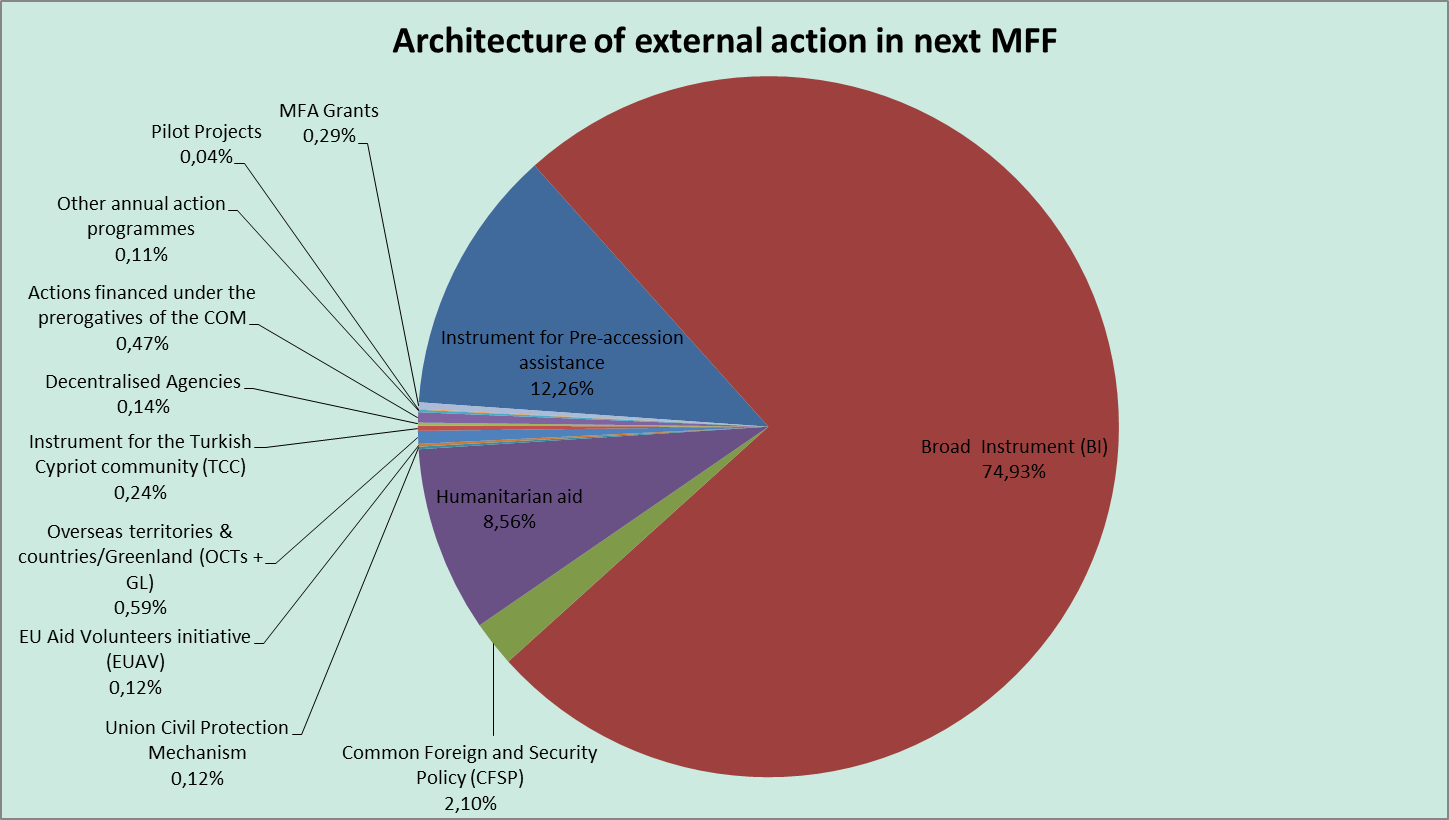 Architecture of external action in next MFF
MFA Grants
0,29%
Pilot Projects
0,04%
Other annual action
programmes
0,11%
Actions financed under the
prerogatives of the COM
0,47%
Decentralised Agencies
0,14%
Instrument for the Turkish
Cypriot community (TCC)
0,24%
Overseas territories &
countries/Greenland (OCTs +
GL)
0,59%
EU Aid Volunteers initiative
(EUAV)
0,12%
Union Civil Protection
Mechanism
0,12%
Common Foreign and Security
Policy (CFSP)
2,10%
Humanitarian aid
8,56%
Instrument for Pre-accession
assistance
12,26%
Broad  Instrument (BI)
74,93%